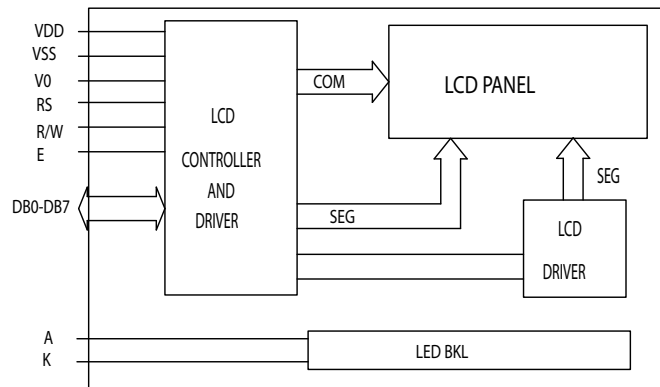 VDD
VSS
V0
RS
R/W
E
DB0-DB7
A
K
LCD
CONTROLLER
AND
DRIVER
COM
LCD PANEL
SEG
SEG
LCD
DRIVER
LED BKL